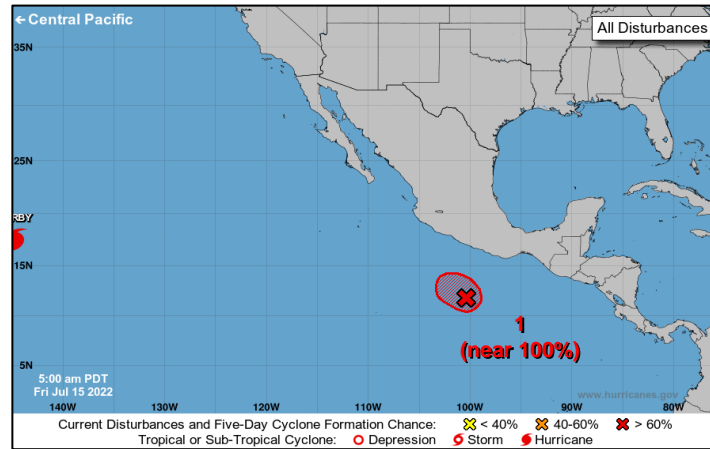 ← Central Pacific
All Disturbances
35N
25N
RBY
15N
1
(near 100%)
5N
5:00 am PDT
Fri Jul 15 2022
www.hurricanes.gov
140W 130W 120W 110W 100W 90W 80W
Current Disturbances and Five-Day Cyclone Formation Chance: < 40% 40-60% > 60%
Tropical or Sub-Tropical Cyclone: Depression Storm Hurricane